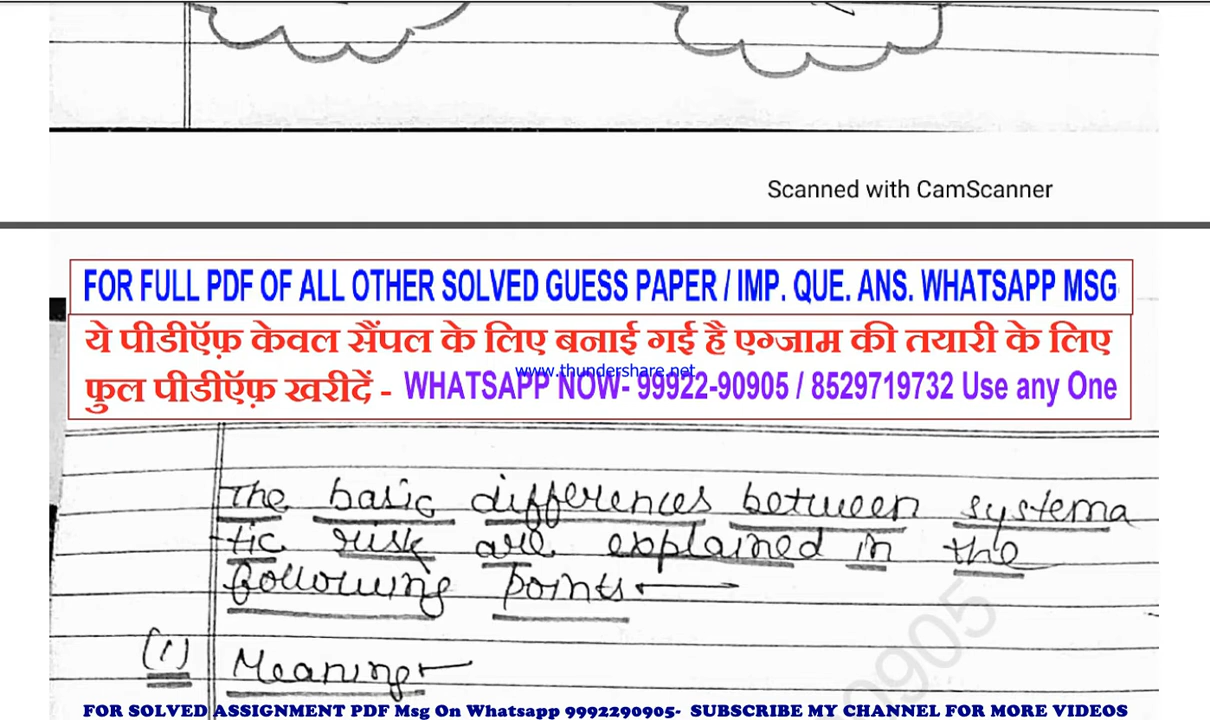 Scanned with CamScanner
FOR FULL PDF OF ALL OTHER SOLVED GUESS PAPER / IMP. QUE. ANS. WHATSAPP MSG
ये पीडीऍफ़ केवल सैंपल के लिए बनाई गई है एग्जाम की तयारी के लिए
www.thundershare.net
फुल पीडीऍफ़ खरीदें - WHATSAPP NOW- 99922-90905 / 8529719732 Use any One
The basic differences between systema
tic risk are explained in the
following points
(1) Meaning
0905
FOR SOLVED ASSIGNMENT PDF Msg On Whatsapp 9992290905- SUBSCRIBE MY CHANNEL FOR MORE VIDEOS